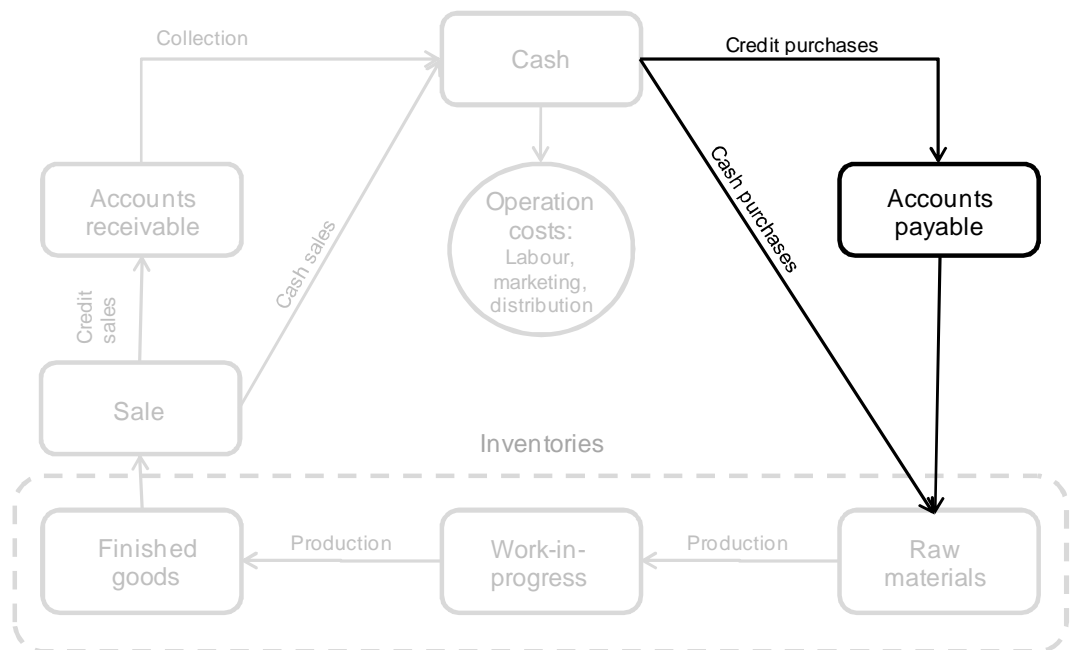 Collection
Cash
Credit purchases
Accounts
receivable
Operation
costs:
Labour,
marketing,
distribution
Cash purchases
Accounts
payable
Cash sales
Credit
sales
Sale
Inventories
Finished
goods
Production
Work-in-
progress
Production
Raw
materials